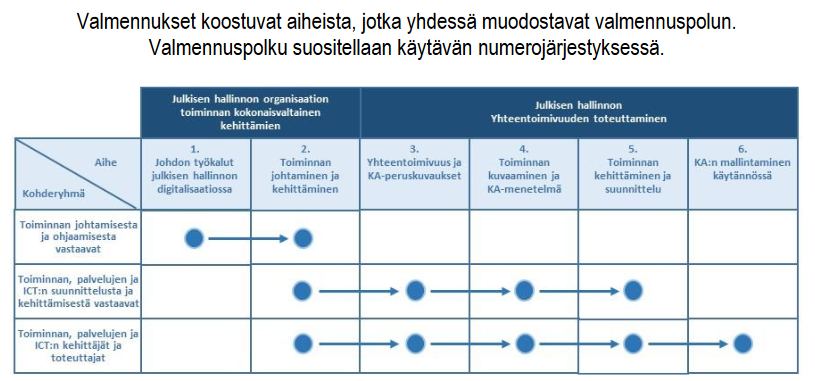 Valmennukset koostuvat aiheista, jotka yhdessä muodostavat valmennuspolun.
Valmennuspolku suositellaan käytävän numerojärjestyksessä.
Julkisen hallinnon organisaation
toiminnan kokonaisvaltainen
kehittämien
Julkisen hallinnon
Yhteentoimivuuden toteuttaminen
Aihe
Kohderyhmä
1.
Johdon työkalut
julkisen hallinnon
digitalisaatiossa
2.
Toiminnan
johtaminen ja
kehittäminen
3.
Yhteentoimivuus ja
KA-peruskuvaukset
4.
Toiminnan
kuvaaminen ja
KA-menetelmä
5.
Toiminnan
kehittäminen ja
suunnittelu
6.
KA:n mallintaminen
käytännössä
Toiminnan johtamisesta
ja ohjaamisesta
vastaavat
Toiminnan, palvelujen ja
ICT:n suunnittelusta ja
kehittämisestä vastaavat
Toiminnan, palvelujen ja
ICT:n kehittäjät ja
toteuttajat